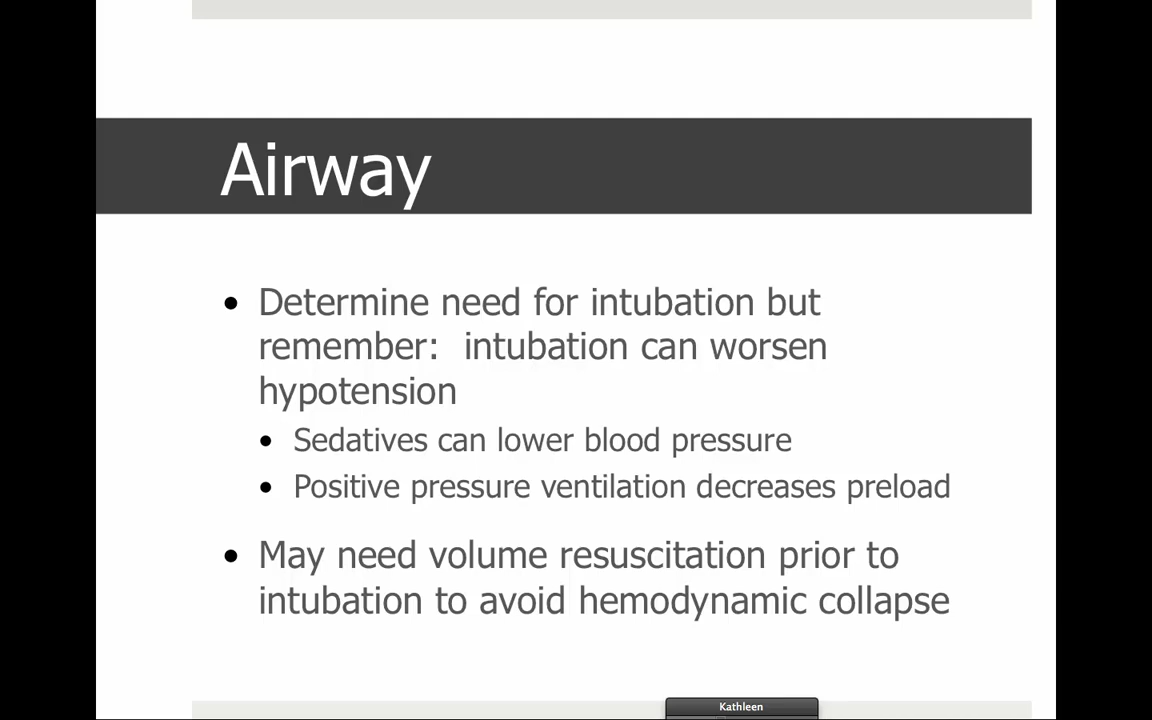 Airway
• Determine need for intubation but
remember:  intubation can worsen
hypotension
• Sedatives can lower blood pressure
• Positive pressure ventilation decreases preload
• May need volume resuscitation prior to
intubation to avoid hemodynamic collapse
Kathleen